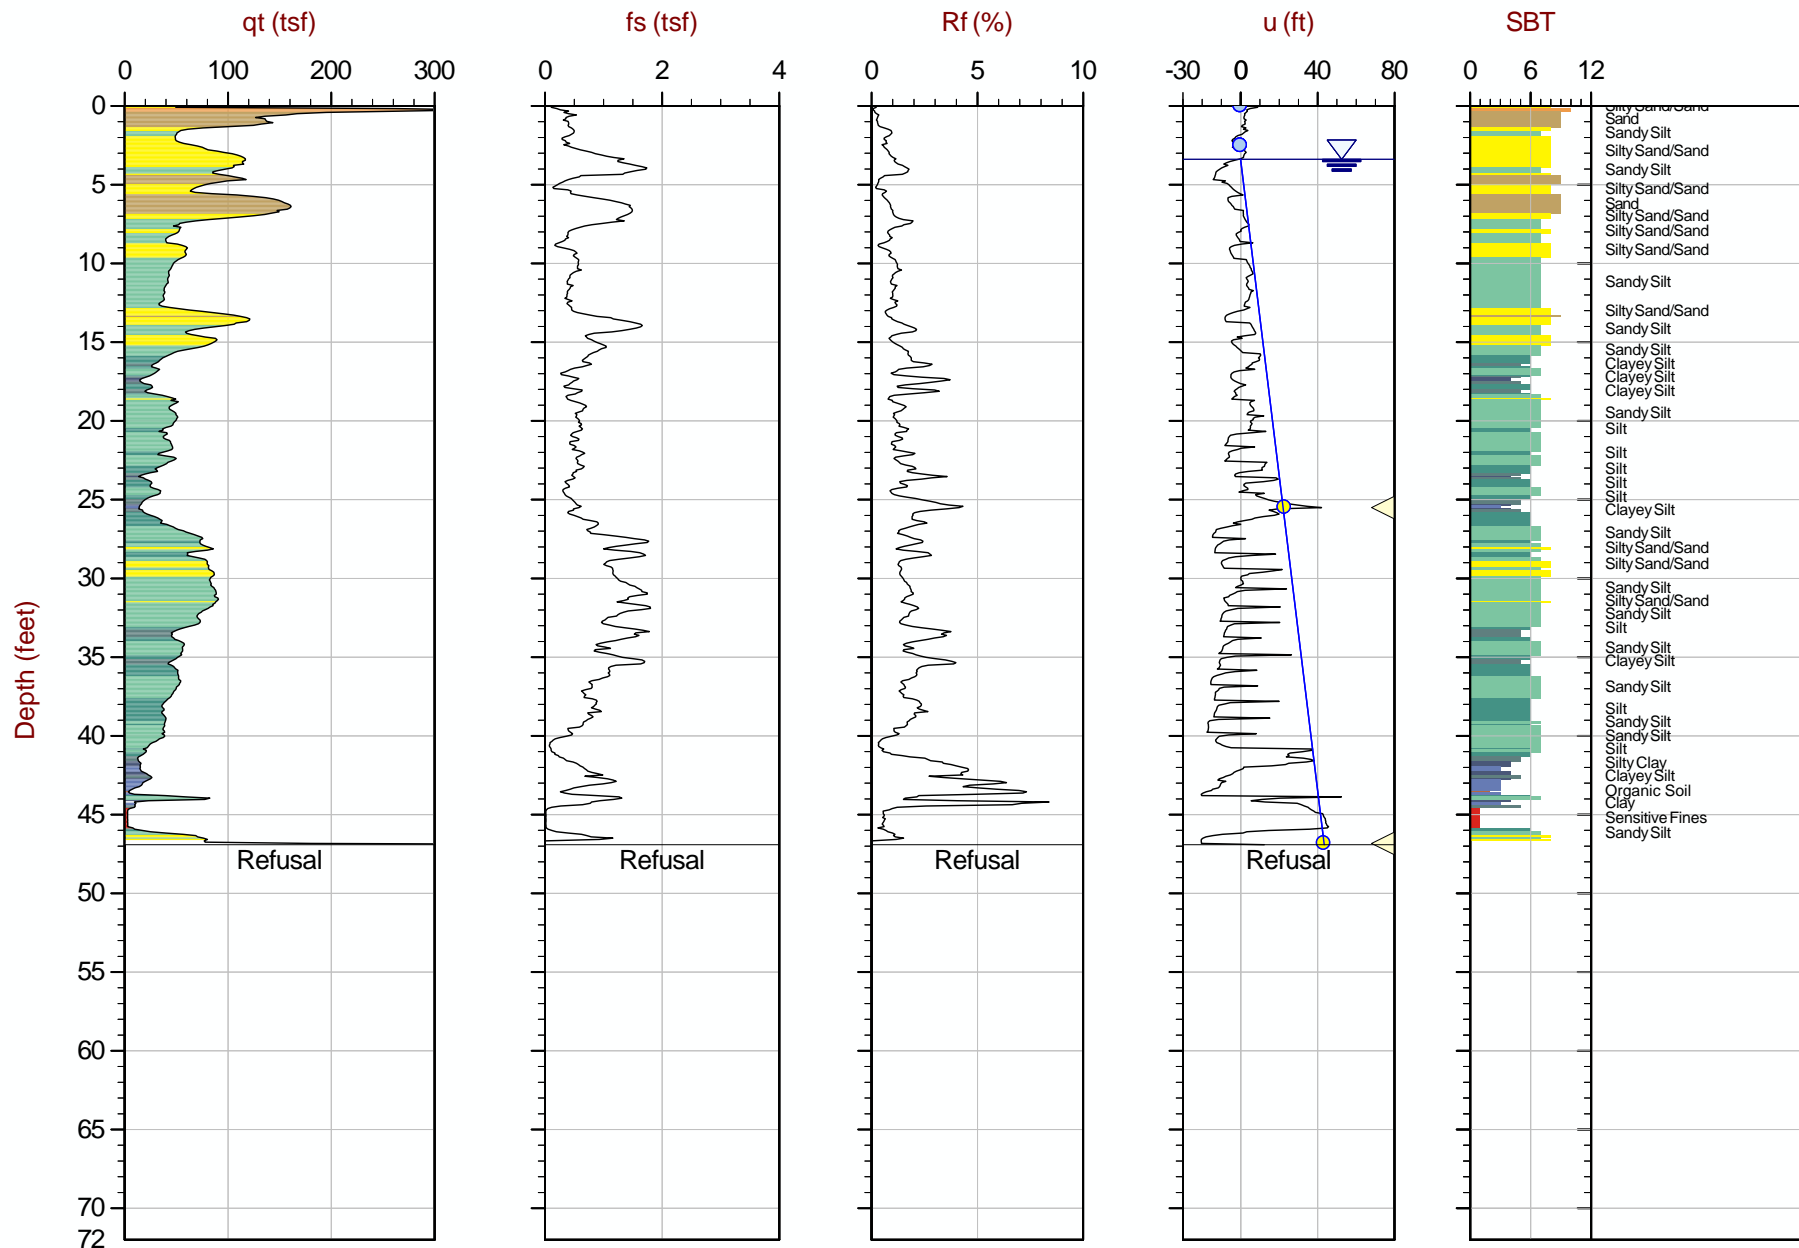 qt (tsf) fs (tsf) Rf (%) u (ft) SBT
0 100 200 300 0 2 4 0 5 10 -30 0 40 80 0 6 12
0
5
10
15
20
25
30
35
40
45
50
55
60
65
70
72
Depth (feet)
Silty Sand/Sand
Sand
Sandy Silt
Silty Sand/Sand
Sandy Silt
Silty Sand/Sand
Sand
Silty Sand/Sand
Silty Sand/Sand
Silty Sand/Sand
Sandy Silt
Silty Sand/Sand
Sandy Silt
Sandy Silt
Clayey Silt
Clayey Silt
Clayey Silt
Sandy Silt
Silt
Silt
Silt
Silt
Silt
Clayey Silt
Sandy Silt
Silty Sand/Sand
Silty Sand/Sand
Sandy Silt
Silty Sand/Sand
Sandy Silt
Silt
Sandy Silt
Clayey Silt
Sandy Silt
Silt
Sandy Silt
Sandy Silt
Silt
Silty Clay
Clayey Silt
Organic Soil
Clay
Sensitive Fines
Sandy Silt
Refusal Refusal Refusal Refusal